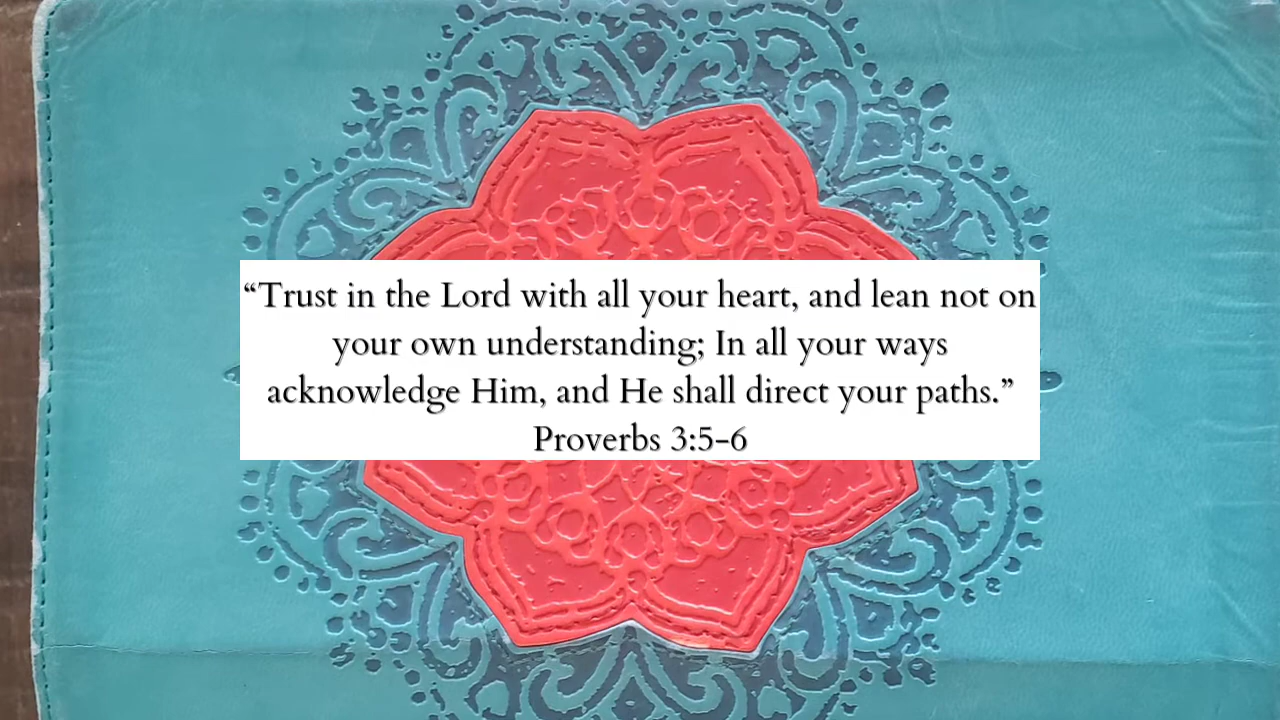 “Trust in the Lord with all your heart, and lean not on
your own understanding; In all your ways
acknowledge Him, and He shall direct your paths.”
Proverbs 3:5-6